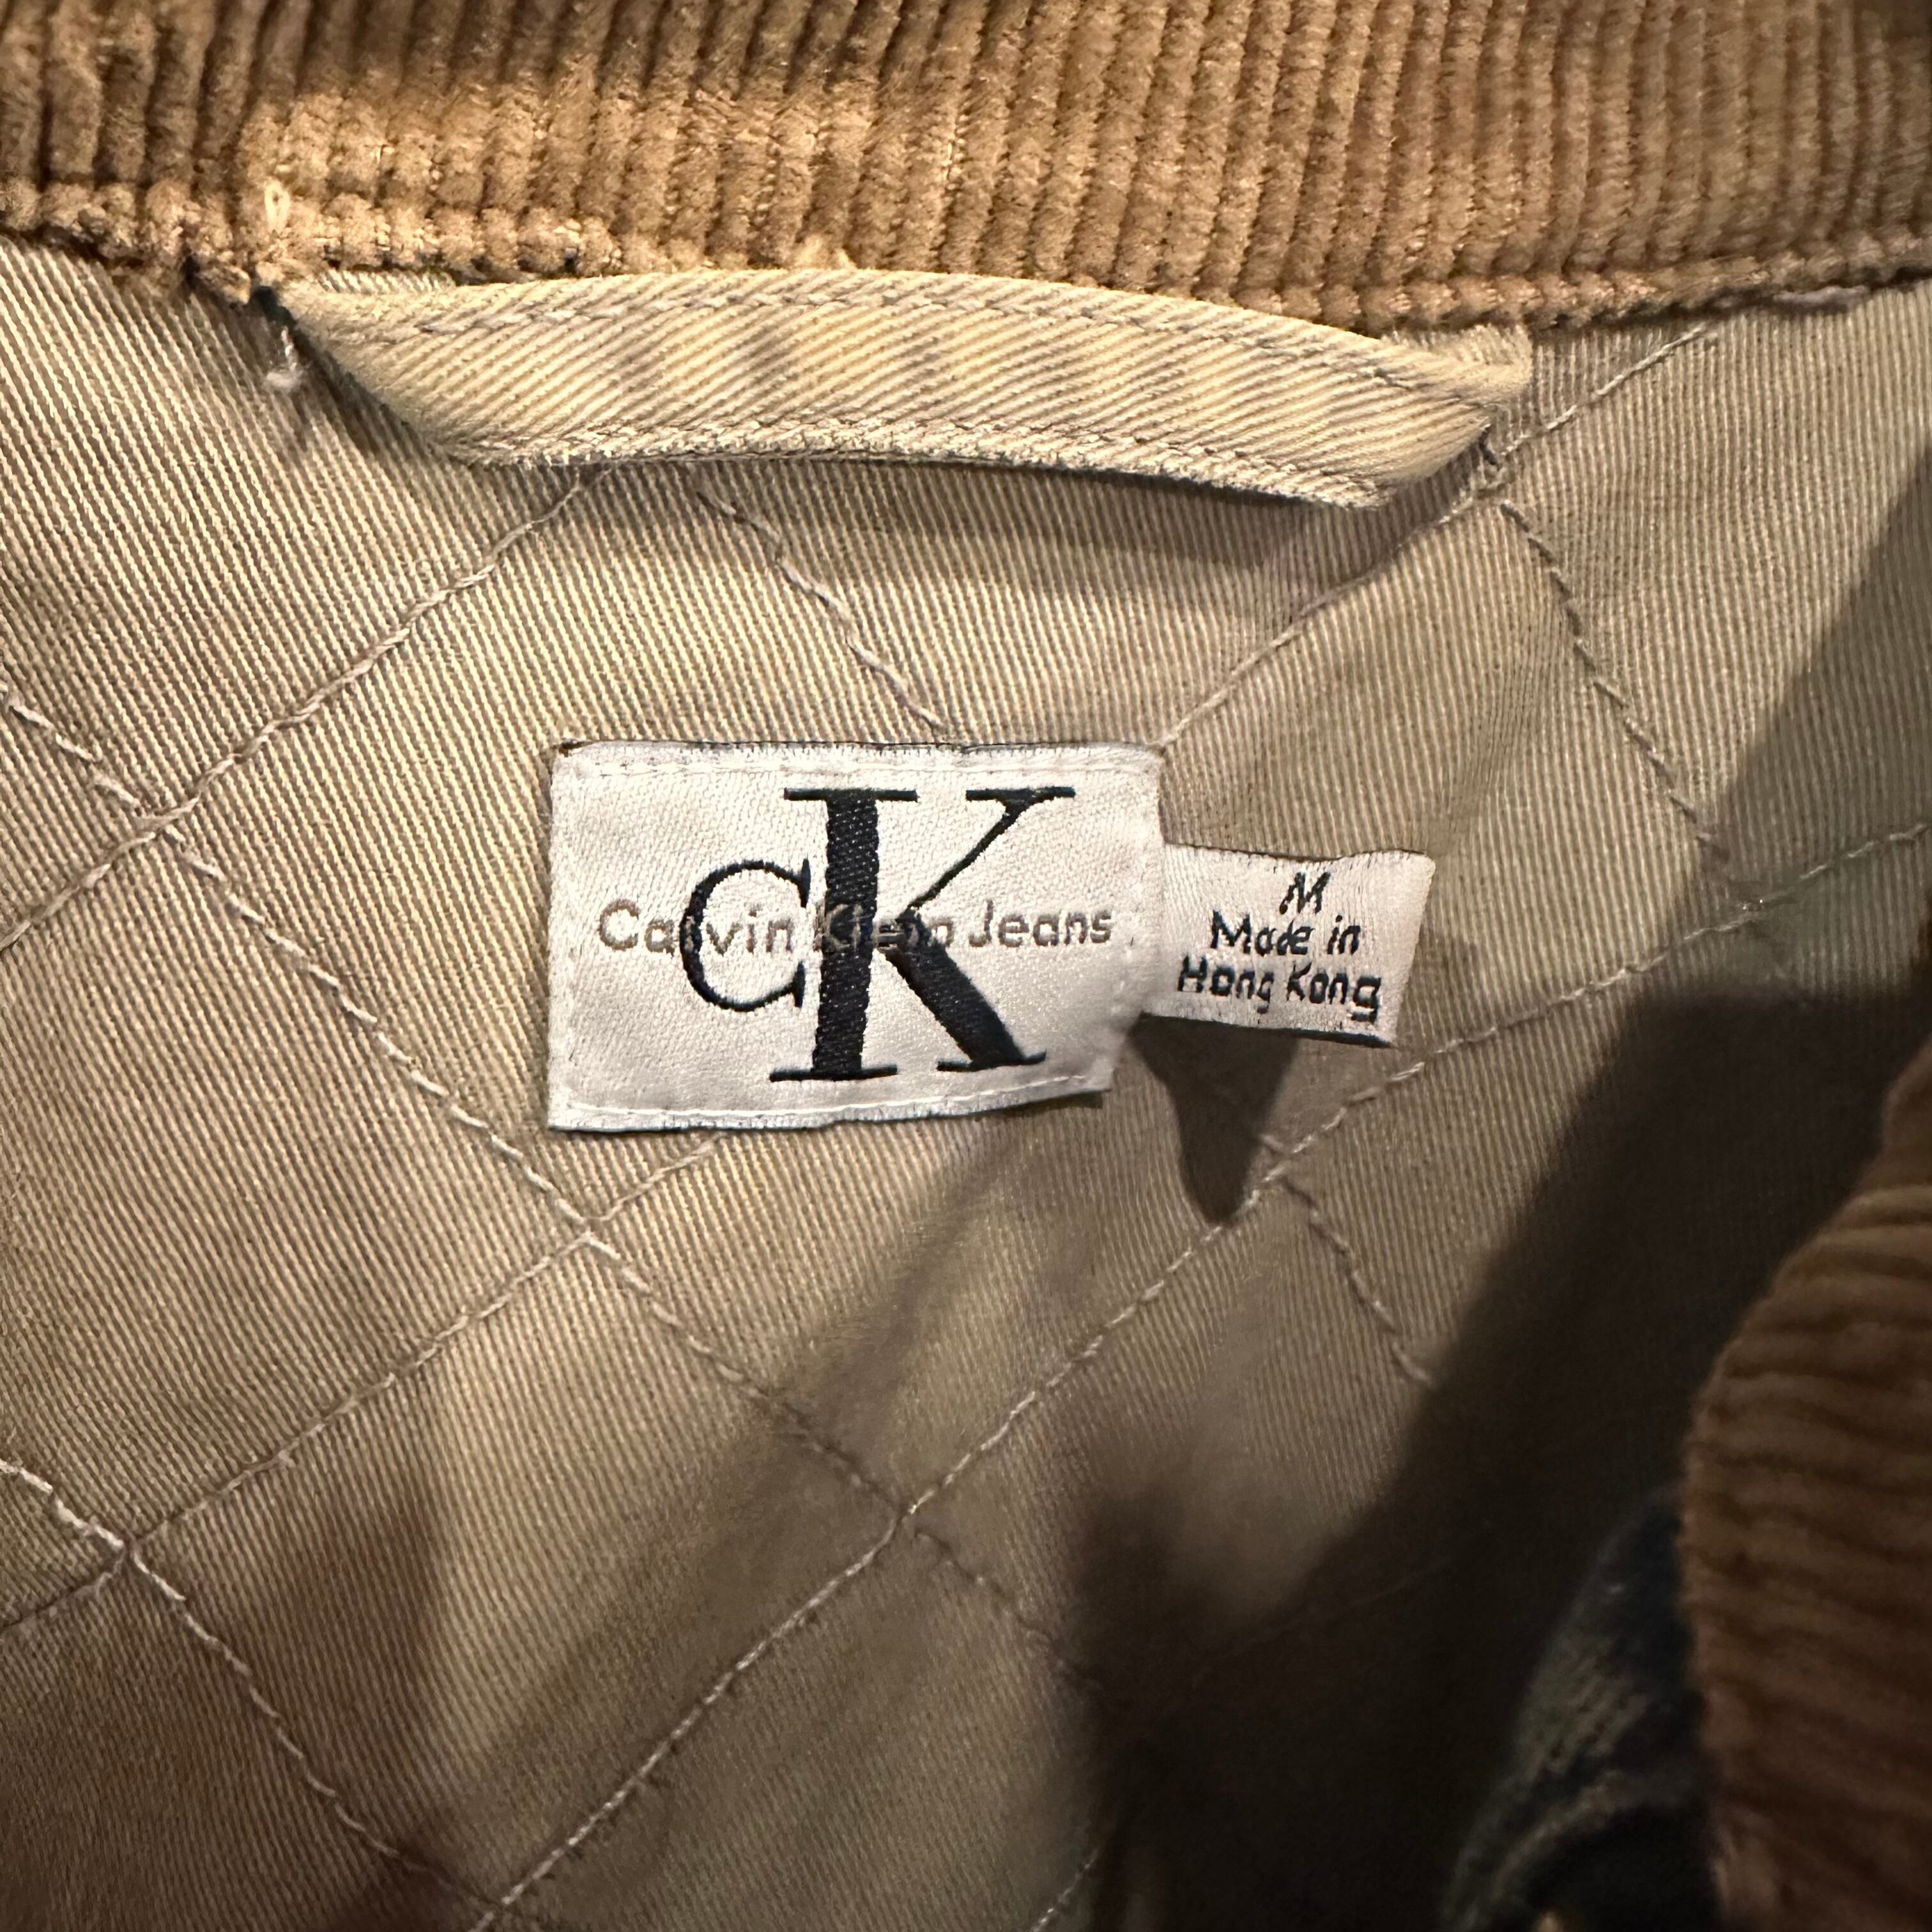 CK
Calvin Klein Jeans
M
Made in
Hong Kong